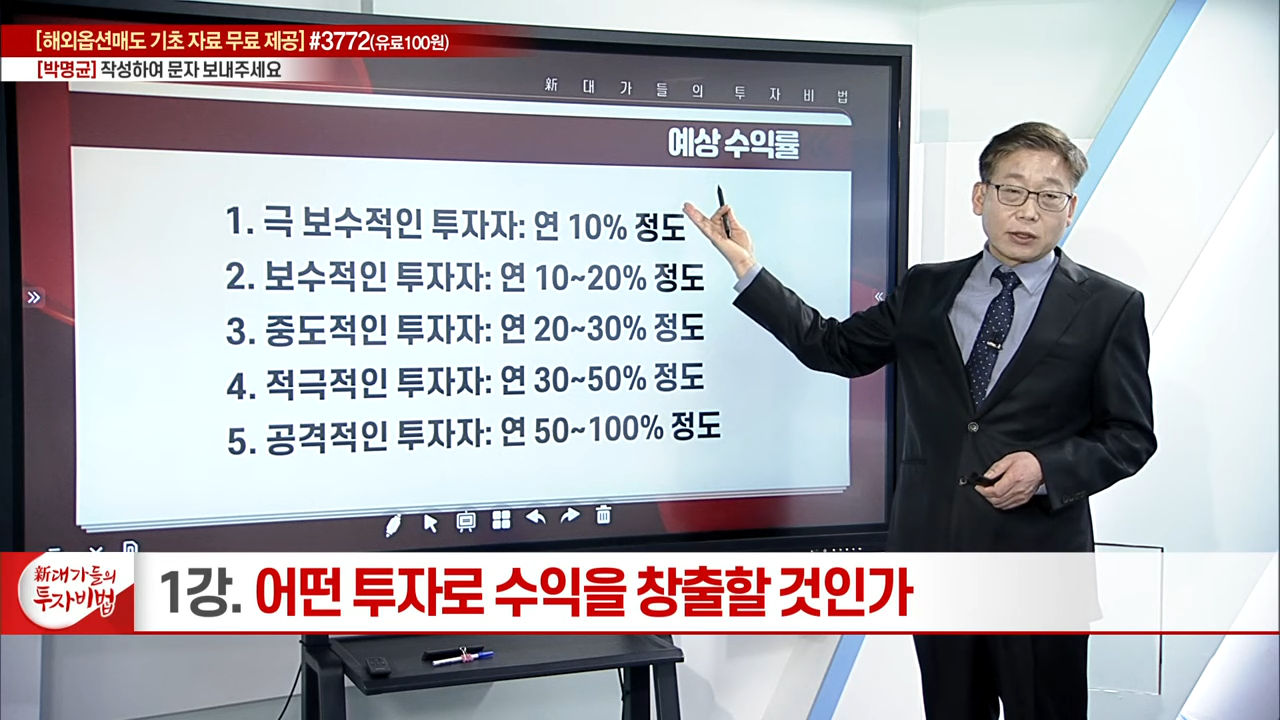 [해외옵션매도 기초 자료 무료 제공] #3772(유료100원)
[박명균] 작성하여 문자 보내주세요
新 대 가 들 의 투 자 비 법
예상 수익률
1. 극 보수적인 투자자: 연 10% 정도
2. 보수적인 투자자: 연 10~20% 정도
3. 중도적인 투자자: 연 20~30% 정도
4. 적극적인 투자자: 연 30~50% 정도
5. 공격적인 투자자: 연 50~100% 정도
新대가들의
투자비법
1강. 어떤 투자로 수익을 창출할 것인가